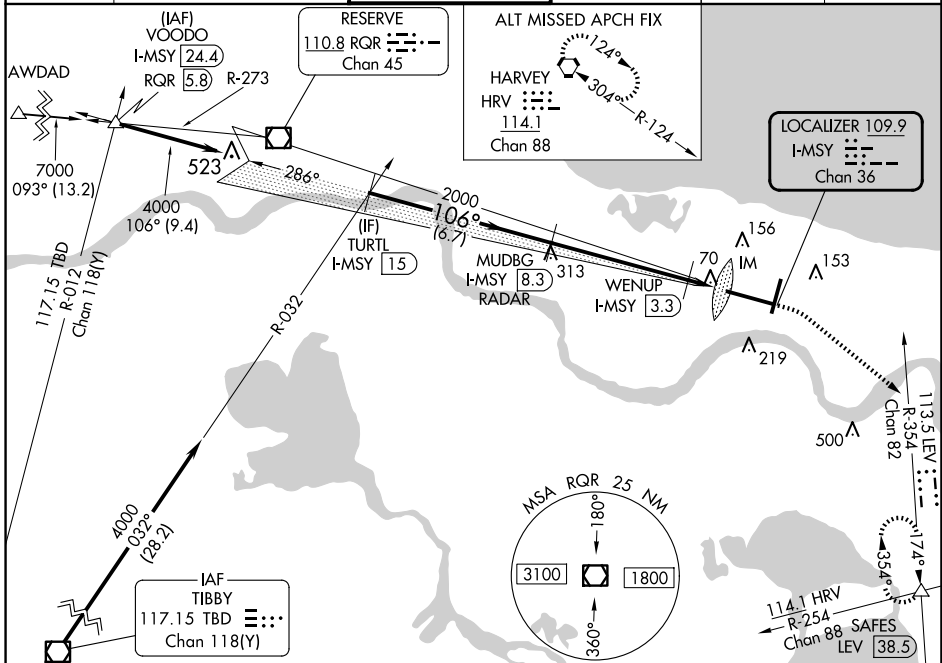 (IAF)
VOODO
I-MSY 24.4
RQR 5.8
R-273
RESERVE
110.8 RQR
Chan 45
ALT MISSED APCH FIX
124°
304°
R-124
HARVEY
HRV
114.1
Chan 88
AWDAD
7000
093° (13.2)
4000
106° (9.4)
523
286°
2000
106°
(6.7)
(IF)
TURTL
I-MSY 15
MUDBG
I-MSY 8.3
RADAR
313
WENUP
I-MSY 3.3
70
IM
156
153
219
500
LOCALIZER 109.9
I-MSY
Chan 36
117.15 TBD
R-012
Chan 118(Y)
R-032
4000
032°
(28.2)
IAF
TIBBY
117.15 TBD
Chan 118(Y)
MSA RQR 25 NM
180°
3100
1800
360°
113.5 LEV
R-354
Chan 82
174°
354°
114.1 HRV
R-254
Chan 88
SAFES
LEV 38.5